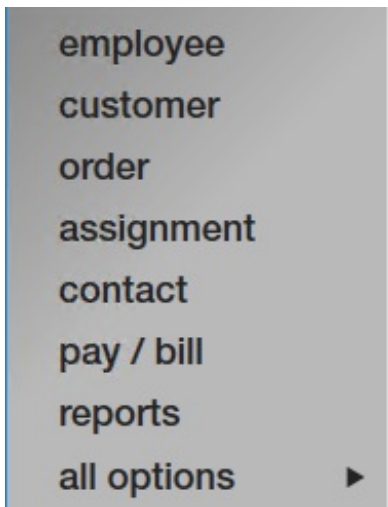 employee
customer
order
assignment
contact
pay / bill
reports
all options